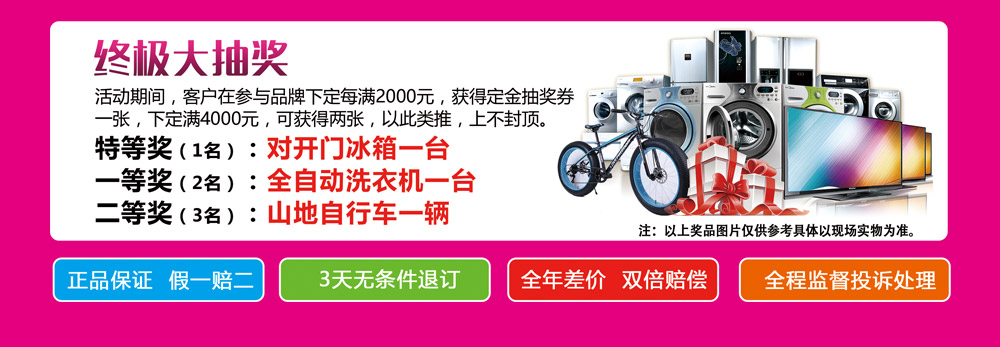 终极大抽奖
活动期间，客户在参与品牌下定每满2000元，获得定金抽奖券
一张，下定满4000元，可获得两张，以此类推，上不封顶。
特等奖（1名）：对开门冰箱一台
一等奖（2名）：全自动洗衣机一台
二等奖（3名）：山地自行车一辆
注：以上奖品图片仅供参考具体以现场实物为准。
正品保证 假一赔二
3天无条件退订
全年差价 双倍赔偿
全程监督投诉处理